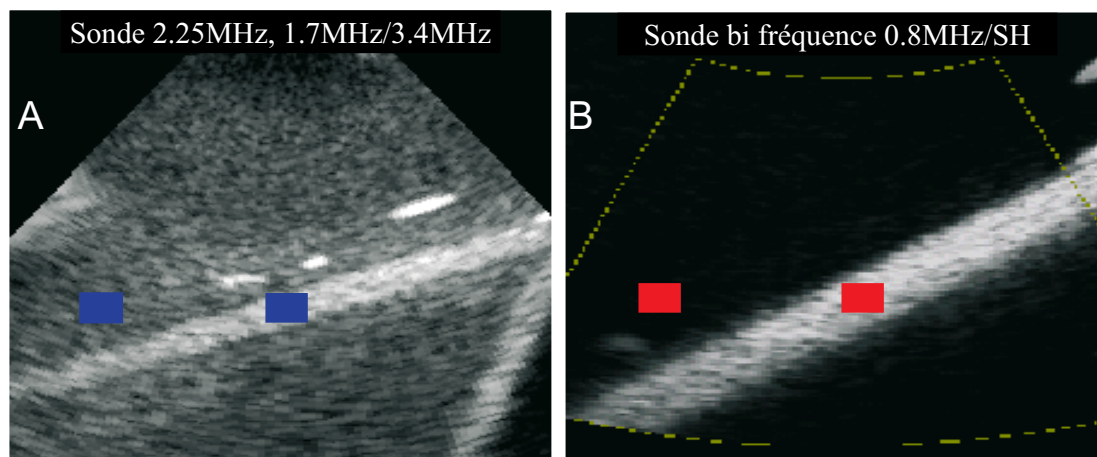 Sonde 2.25MHz, 1.7MHz/3.4MHz
A
Sonde bi fréquence 0.8MHz/SH
B